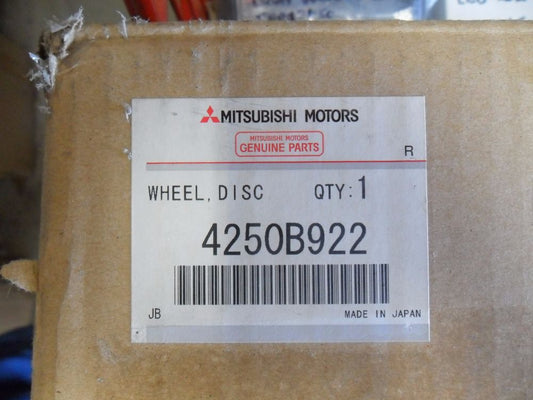 MITSUBISHI MOTORS
MITSUBISHI MOTORS
GENUINE PARTS
R
WHEEL, DISC QTY: 1
4250B922
JB MADE IN JAPAN